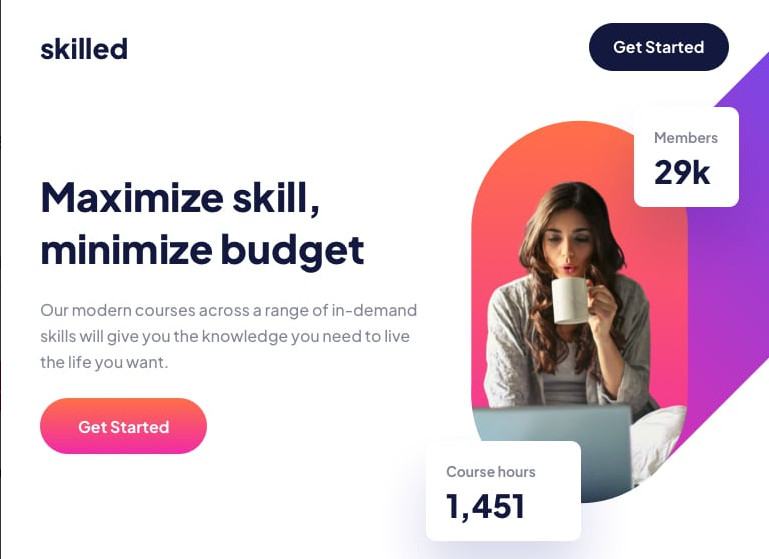 skilled
Get Started
Maximize skill,
minimize budget
Our modern courses across a range of in-demand
skills will give you the knowledge you need to live
the life you want.
Get Started
Members
29k
Course hours
1,451